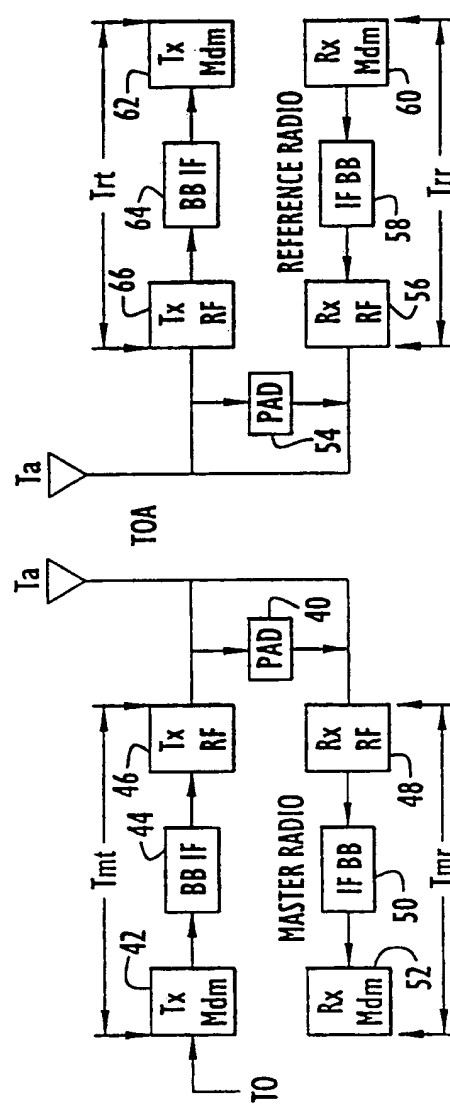 TO
Tmt
42
Tx
Mdm
44
BB IF
46
Tx
RF
Ta
40
PAD
MASTER RADIO
Rx
Mdm
52
IF BB
50
Rx
RF
48
Tmr
TOA
Ta
Trt
66
Tx
RF
64
BB IF
62
Tx
Mdm
PAD
54
REFERENCE RADIO
Rx
RF
56
IF BB
58
Rx
Mdm
60
Trr